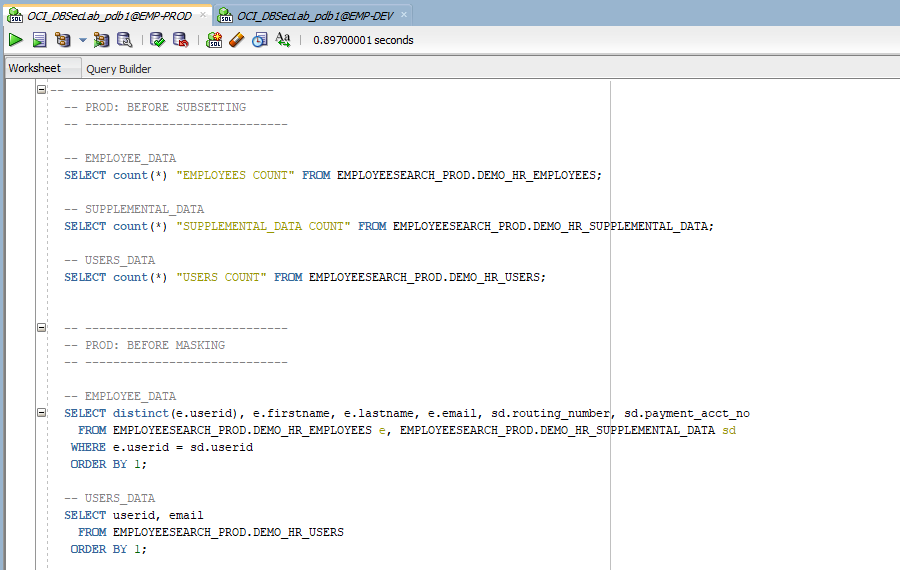 OCI_DBSecLab_pdb1@EMP-PROD
OCI_DBSecLab_pdb1@EMP-DEV
0.89700001 seconds
Worksheet
Query Builder
-- -----------------------------
-- PROD: BEFORE SUBSETTING
-- -----------------------------
-- EMPLOYEE_DATA
SELECT count(*) "EMPLOYEES COUNT" FROM EMPLOYEESEARCH_PROD.DEMO_HR_EMPLOYEES;
-- SUPPLEMENTAL_DATA
SELECT count(*) "SUPPLEMENTAL_DATA COUNT" FROM EMPLOYEESEARCH_PROD.DEMO_HR_SUPPLEMENTAL_DATA;
-- USERS_DATA
SELECT count(*) "USERS COUNT" FROM EMPLOYEESEARCH_PROD.DEMO_HR_USERS;
-- -----------------------------
-- PROD: BEFORE MASKING
-- -----------------------------
-- EMPLOYEE_DATA
SELECT distinct(e.userid), e.firstname, e.lastname, e.email, sd.routing_number, sd.payment_acct_no
FROM EMPLOYEESEARCH_PROD.DEMO_HR_EMPLOYEES e, EMPLOYEESEARCH_PROD.DEMO_HR_SUPPLEMENTAL_DATA sd
WHERE e.userid = sd.userid
ORDER BY 1;
-- USERS_DATA
SELECT userid, email
FROM EMPLOYEESEARCH_PROD.DEMO_HR_USERS
ORDER BY 1;